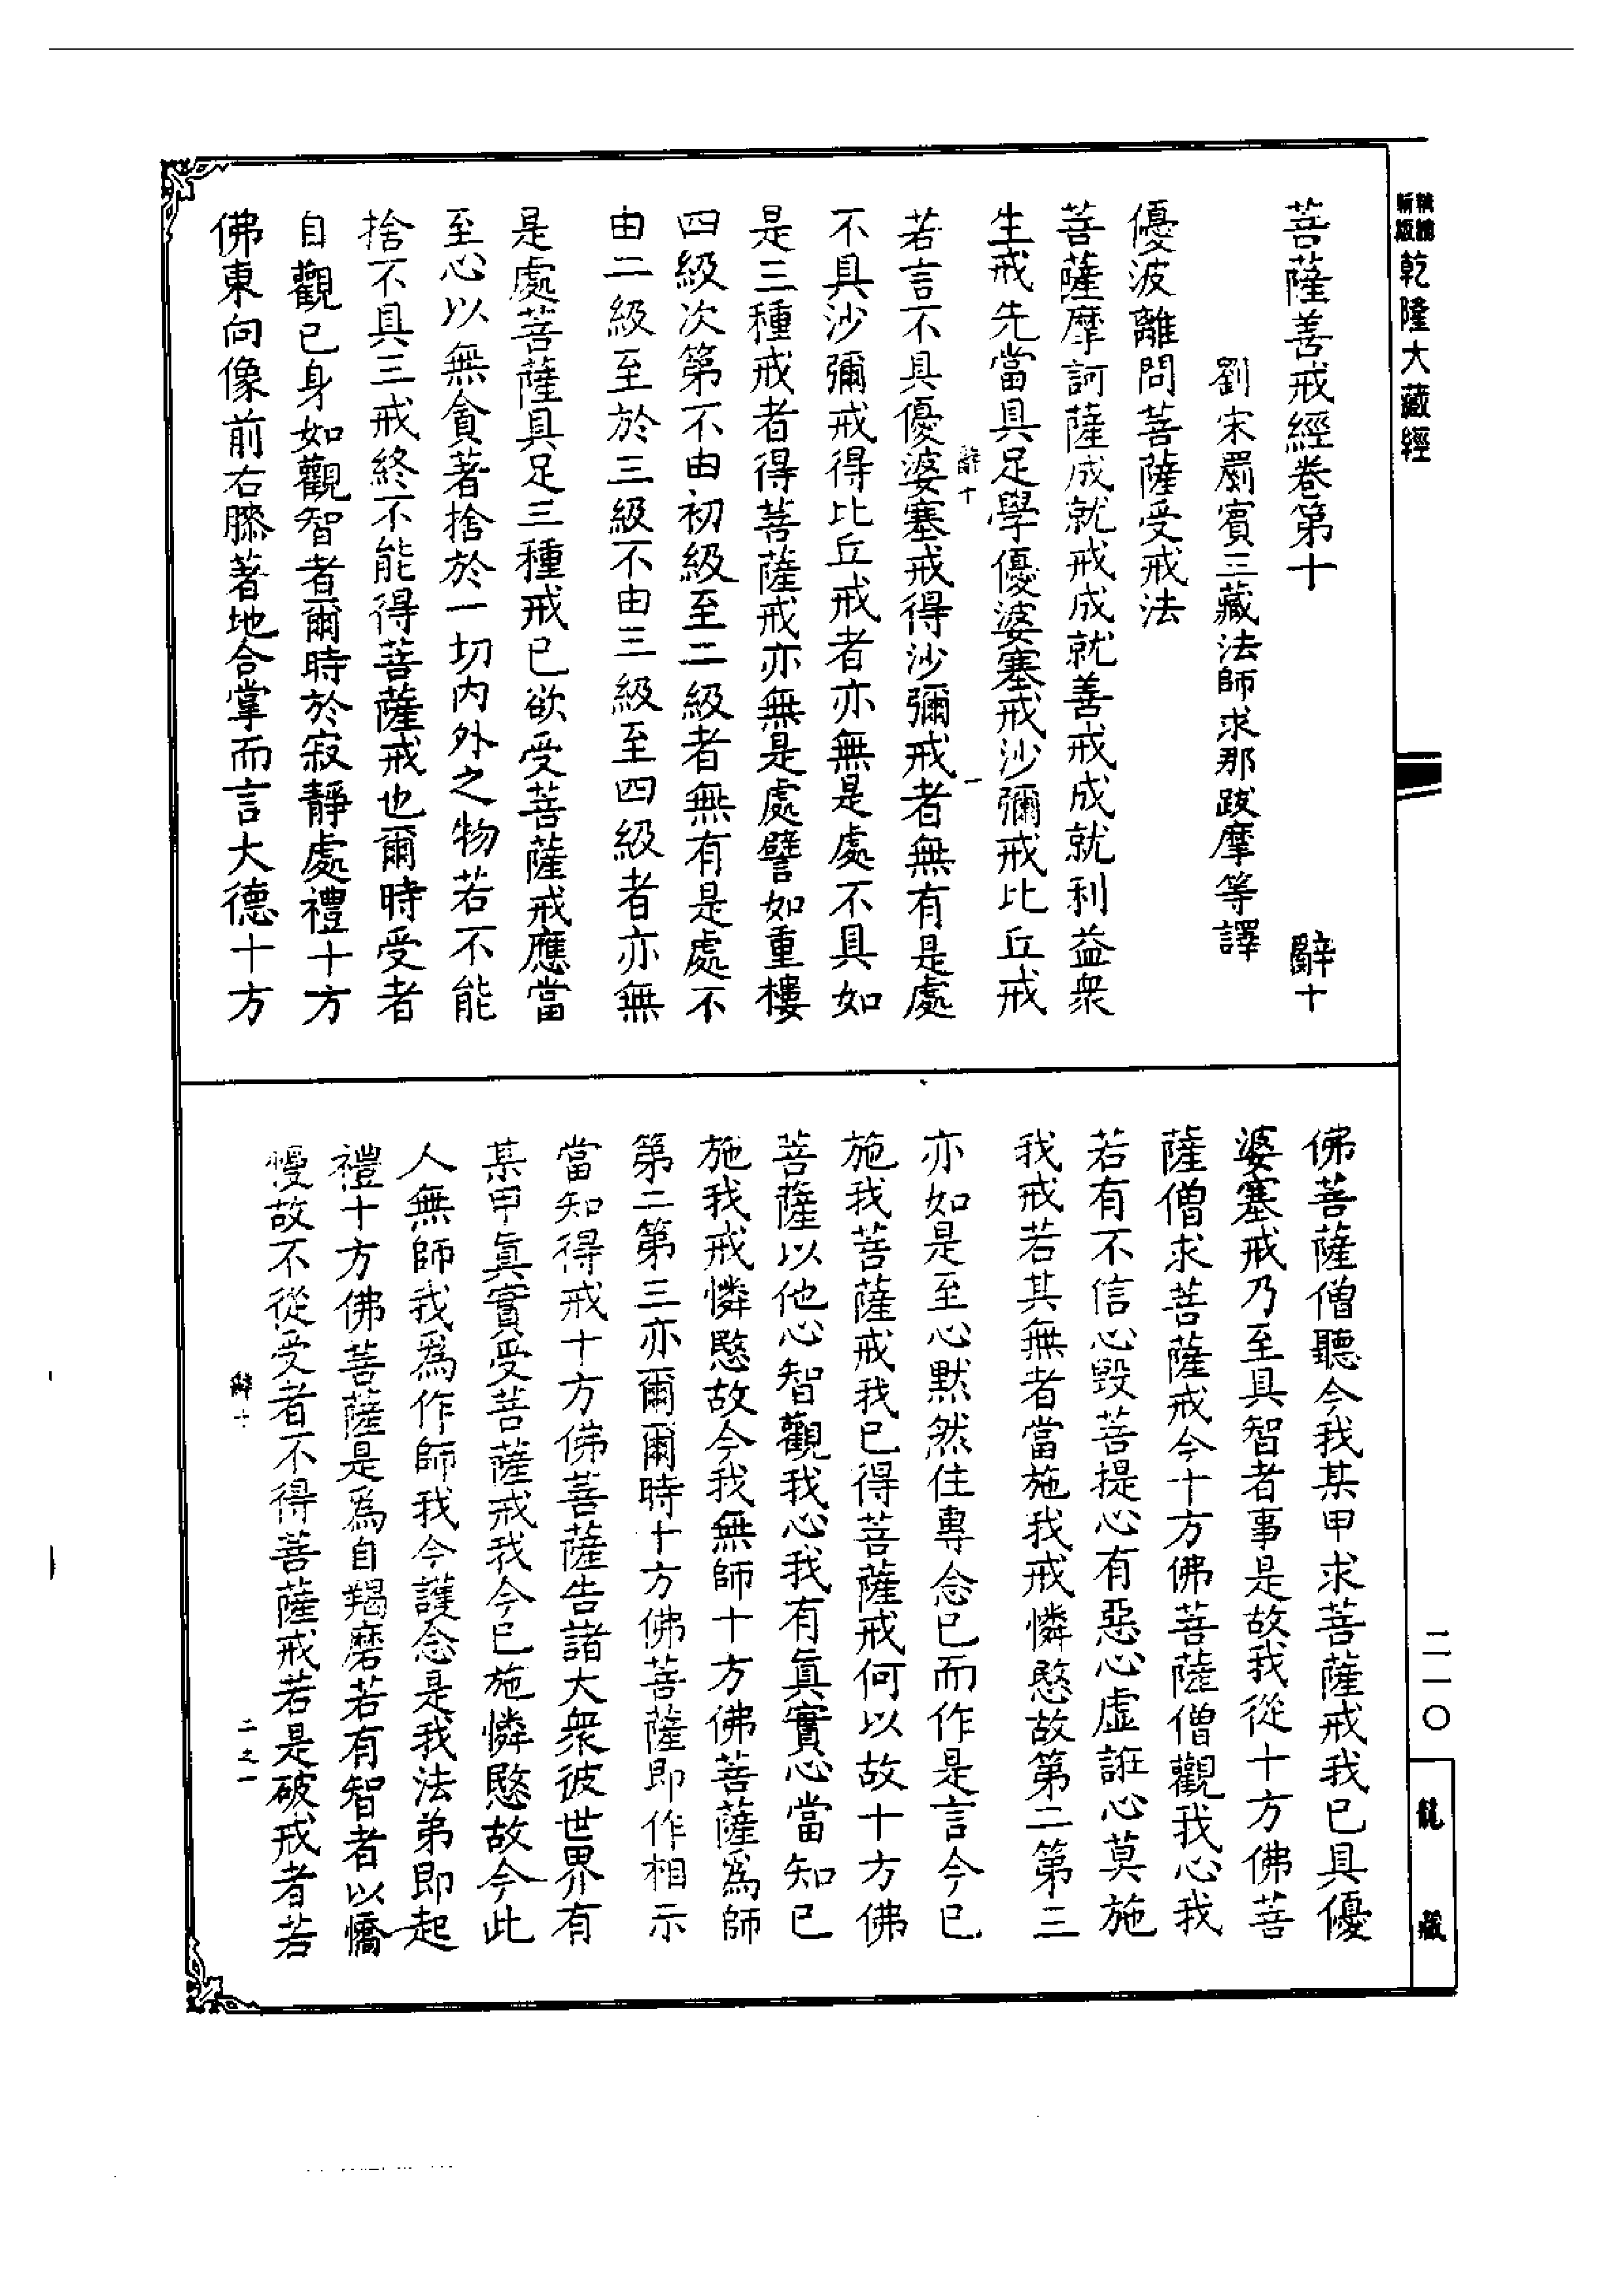 乾隆大藏經
菩薩善戒經卷第十 辭十
劉宋罽賓三藏法師求那跋摩等譯
優波離問菩薩受戒法
菩薩摩訶薩成就戒成就善戒成就利益衆
生戒先當具足學優婆塞戒沙彌戒比丘戒
辭十 一
若言不具優婆塞戒得沙彌戒者無有是處
不具沙彌戒得比丘戒者亦無是處不具如
是三種戒者得菩薩戒亦無是處譬如重樓
四級次第不由初級至二級者無有是處不
由二級至於三級不由三級至四級者亦無
是處菩薩具足三種戒已欲受菩薩戒應當
至心以無貪著捨於一切內外之物若不能
捨不具三戒終不能得菩薩戒也爾時受者
自觀已身如觀智者爾時於寂靜處禮十方
佛東向像前右膝著地合掌而言大德十方
佛菩薩僧聽今我某甲求菩薩戒我已具優
婆塞戒乃至具智者事是故我從十方佛菩
薩僧求菩薩戒今十方佛菩薩僧觀我心我
若有不信心毀菩提心有惡心虛誑心莫施
我戒若其無者當施我戒憐愍故第二第三
亦如是至心默然住專念已而作是言今已
施我菩薩戒我已得菩薩戒何以故十方佛
菩薩以他心智觀我心我有眞實心當知已
施我戒憐愍故今我無師十方佛菩薩爲師
第二第三亦爾爾時十方佛菩薩即作相示
當知得戒十方佛菩薩告諸大衆彼世界有
某甲眞實受菩薩戒我今已施憐愍故今此
人無師我爲作師我今護念是我法弟即起
禮十方佛菩薩是爲自羯磨若有智者以憍
慢故不從受者不得菩薩戒若是破戒者若
辭十 二之一
二一〇
龍藏